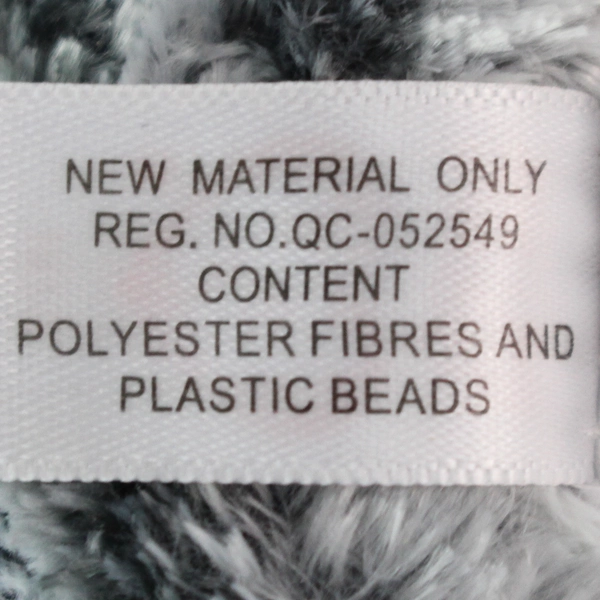 NEW MATERIAL ONLY
REG. NO.QC-052549
CONTENT
POLYESTER FIBRES AND
PLASTIC BEADS